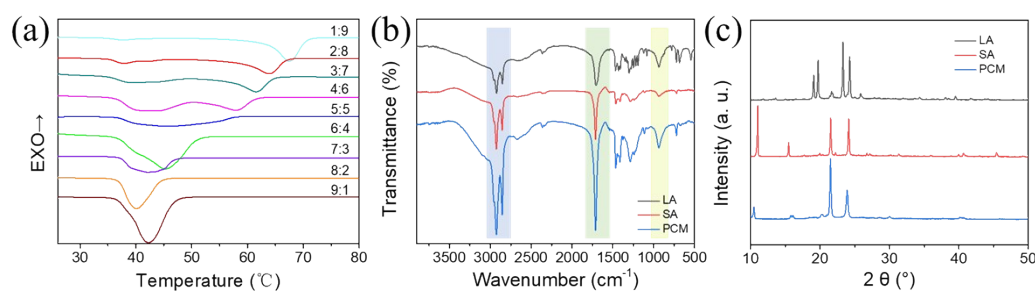 (a)
1:9
2:8
3:7
4:6
5:5
6:4
7:3
8:2
9:1
EXO→
30 40 50 60 70 80
Temperature (℃)
(b)
Transmittance (%)
LA
SA
PCM
3500 3000 2500 2000 1500 1000 500
Wavenumber (cm⁻¹)
(c)
Intensity (a. u.)
LA
SA
PCM
10 20 30 40 50
2 θ (°)